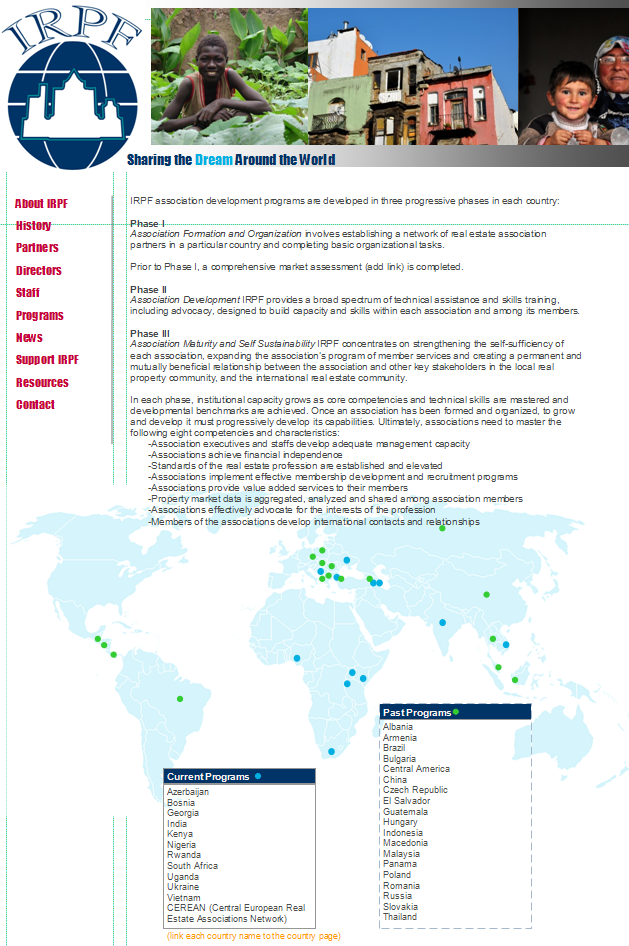 IRPF
Sharing the Dream Around the World
About IRPF
History
Partners
Directors
Staff
Programs
News
Support IRPF
Resources
Contact
IRPF association development programs are developed in three progressive phases in each country:
Phase I
Association Formation and Organization involves establishing a network of real estate association
partners in a particular country and completing basic organizational tasks.
Prior to Phase I, a comprehensive market assessment (add link) is completed.
Phase II
Association Development IRPF provides a broad spectrum of technical assistance and skills training,
including advocacy, designed to build capacity and skills within each association and among its members.
Phase III
Association Maturity and Self Sustainability IRPF concentrates on strengthening the self-sufficiency of
each association, expanding the association's program of member services and creating a permanent and
mutually beneficial relationship between the association and other key stakeholders in the local real
property community, and the international real estate community.
In each phase, institutional capacity grows as core competencies and technical skills are mastered and
developmental benchmarks are achieved. Once an association has been formed and organized, to grow
and develop it must progressively develop its capabilities. Ultimately, associations need to master the
following eight competencies and characteristics:
-Association executives and staffs develop adequate management capacity
-Associations achieve financial independence
-Standards of the real estate profession are established and elevated
-Associations implement effective membership development and recruitment programs
-Associations provide value added services to their members
-Property market data is aggregated, analyzed and shared among association members
-Associations effectively advocate for the interests of the profession
-Members of the associations develop international contacts and relationships
Past Programs
Albania
Armenia
Brazil
Bulgaria
Central America
China
Czech Republic
El Salvador
Guatemala
Hungary
Indonesia
Macedonia
Malaysia
Panama
Poland
Romania
Russia
Slovakia
Thailand
Current Programs
Azerbaijan
Bosnia
Georgia
India
Kenya
Nigeria
Rwanda
South Africa
Uganda
Ukraine
Vietnam
CEREAN (Central European Real
Estate Associations Network)
(link each country name to the country page)